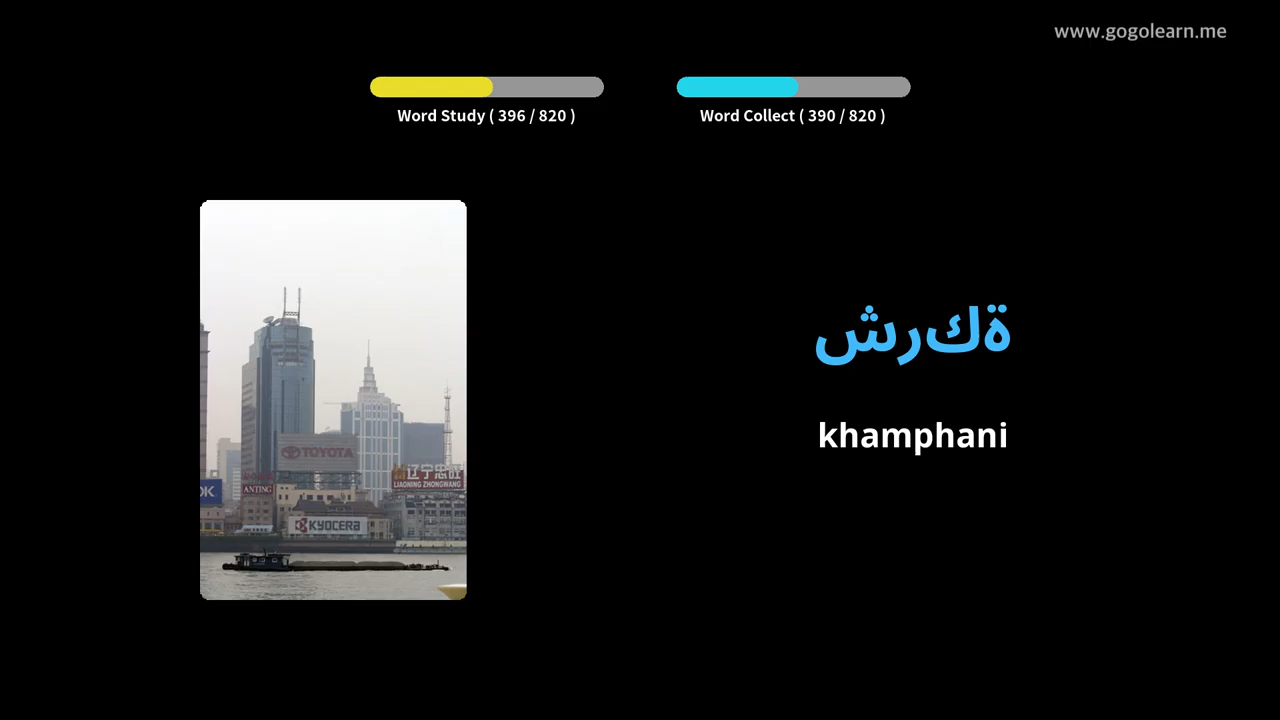 www.gogolearn.me
Word Study ( 396 / 820 )
Word Collect ( 390 / 820 )
ةكرش
khamphani
TOYOTA
辽宁忠旺
LIAONING ZHONGWANG
ANTING
KYOCERA